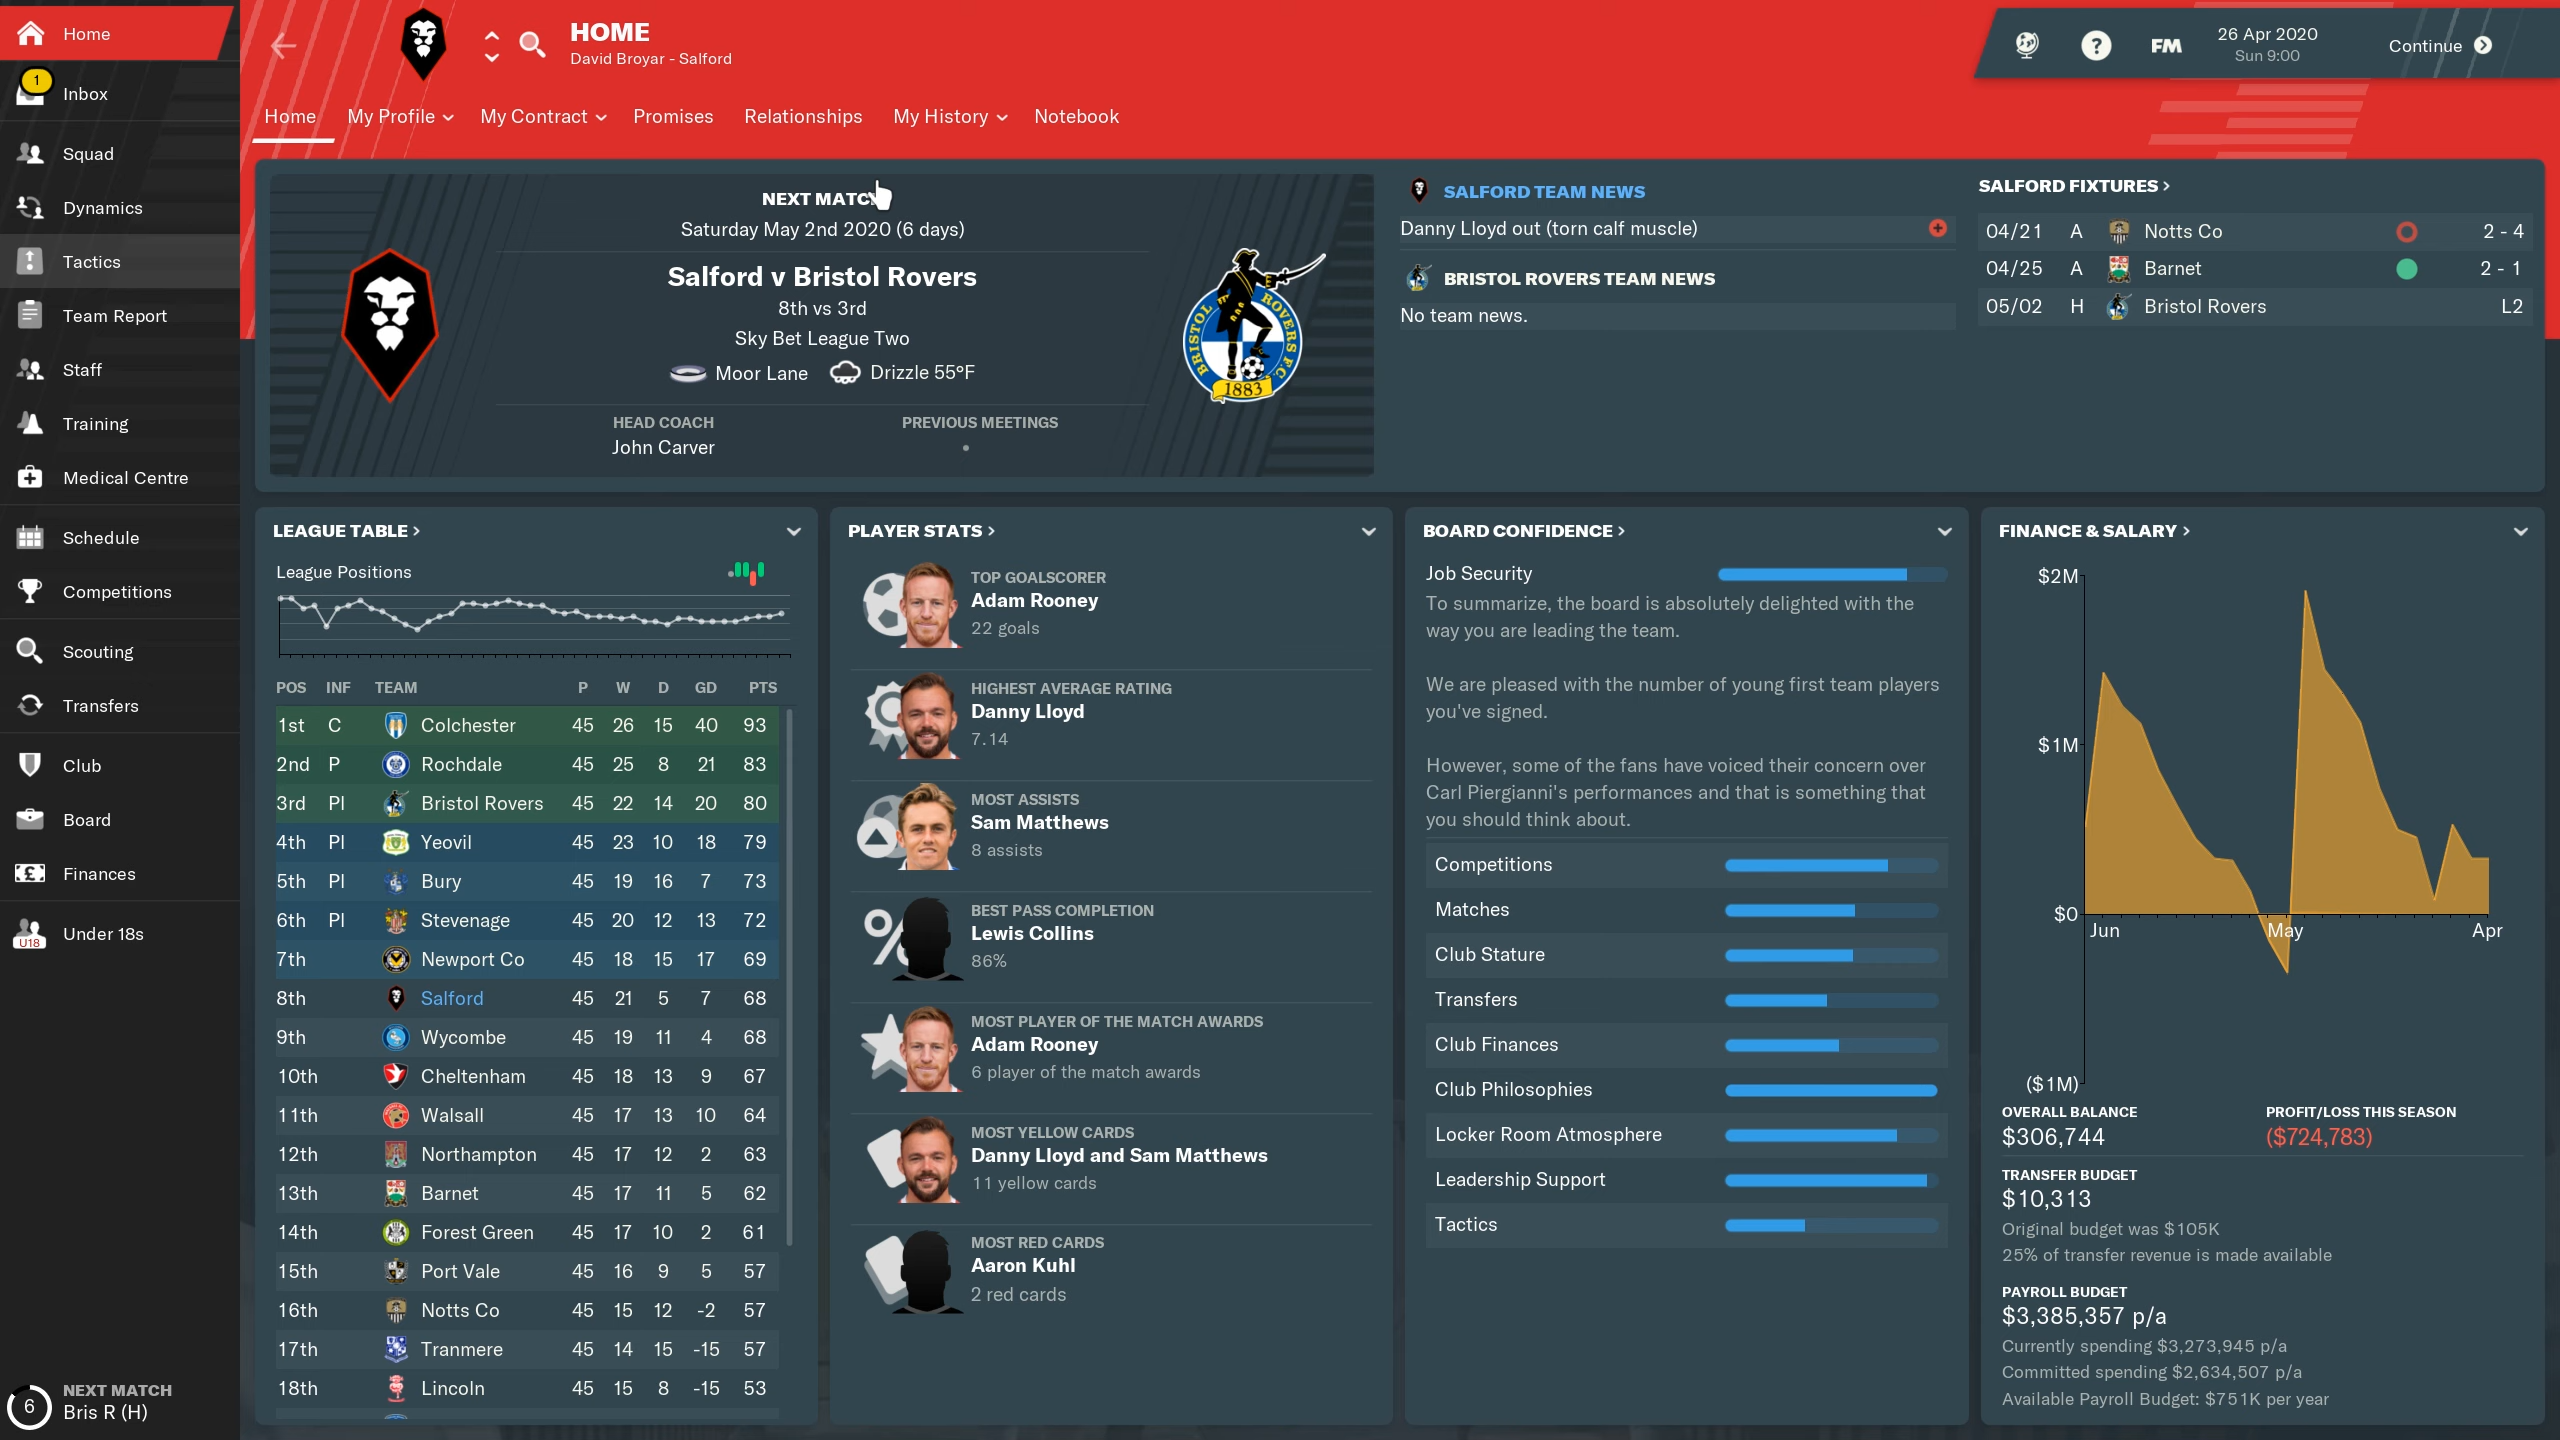 Home
1
Inbox
Squad
Dynamics
Tactics
Team Report
Staff
Training
Medical Centre
Schedule
Competitions
Scouting
Transfers
Club
Board
Finances
U18
Under 18s
6
NEXT MATCH
Bris R (H)
HOME
David Broyar - Salford
?
FM
26 Apr 2020
Sun 9:00
Continue
Home My Profile My Contract Promises Relationships My History Notebook
NEXT MATC
Saturday May 2nd 2020 (6 days)
Salford v Bristol Rovers
8th vs 3rd
Sky Bet League Two
Moor Lane Drizzle 55°F
HEAD COACH
John Carver
PREVIOUS MEETINGS
BRISTOL ROVERS F.C.
1883
SALFORD TEAM NEWS
Danny Lloyd out (torn calf muscle)
BRISTOL ROVERS TEAM NEWS
No team news.
SALFORD FIXTURES >
04/21 A Notts Co 2 - 4
04/25 A Barnet 2 - 1
05/02 H Bristol Rovers L2
LEAGUE TABLE >
League Positions
POS INF TEAM P W D GD PTS
1st C Colchester 45 26 15 40 93
2nd P Rochdale 45 25 8 21 83
3rd Pl Bristol Rovers 45 22 14 20 80
4th Pl Yeovil 45 23 10 18 79
5th Pl Bury 45 19 16 7 73
6th Pl Stevenage 45 20 12 13 72
7th Newport Co 45 18 15 17 69
8th Salford 45 21 5 7 68
9th Wycombe 45 19 11 4 68
10th Cheltenham 45 18 13 9 67
11th Walsall 45 17 13 10 64
12th Northampton 45 17 12 2 63
13th Barnet 45 17 11 5 62
14th Forest Green 45 17 10 2 61
15th Port Vale 45 16 9 5 57
16th Notts Co 45 15 12 -2 57
17th Tranmere 45 14 15 -15 57
18th Lincoln 45 15 8 -15 53
PLAYER STATS >
TOP GOALSCORER
Adam Rooney
22 goals
HIGHEST AVERAGE RATING
Danny Lloyd
7.14
MOST ASSISTS
Sam Matthews
8 assists
%
BEST PASS COMPLETION
Lewis Collins
86%
MOST PLAYER OF THE MATCH AWARDS
Adam Rooney
6 player of the match awards
MOST YELLOW CARDS
Danny Lloyd and Sam Matthews
11 yellow cards
MOST RED CARDS
Aaron Kuhl
2 red cards
BOARD CONFIDENCE >
Job Security
To summarize, the board is absolutely delighted with the
way you are leading the team.
We are pleased with the number of young first team players
you've signed.
However, some of the fans have voiced their concern over
Carl Piergianni's performances and that is something that
you should think about.
Competitions
Matches
Club Stature
Transfers
Club Finances
Club Philosophies
Locker Room Atmosphere
Leadership Support
Tactics
FINANCE & SALARY >
$2M
$1M
$0
Jun May Apr
($1M)
OVERALL BALANCE
$306,744
PROFIT/LOSS THIS SEASON
($724,783)
TRANSFER BUDGET
$10,313
Original budget was $105K
25% of transfer revenue is made available
PAYROLL BUDGET
$3,385,357 p/a
Currently spending $3,273,945 p/a
Committed spending $2,634,507 p/a
Available Payroll Budget: $751K per year